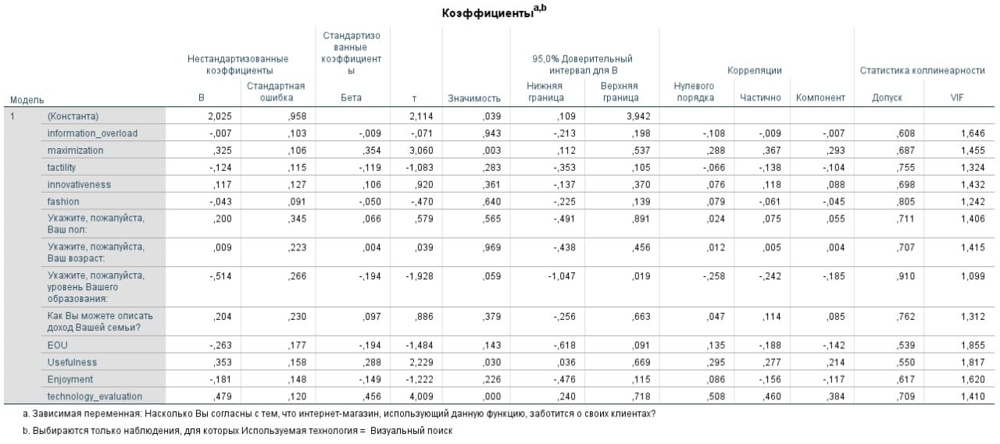 Коэффициентыa,b
Стандартизо
Нестандартизованные ванные 95,0% Доверительный
коэффициенты коэффициент интервал для B Корреляции Статистика коллинеарности
ы
Стандартная Нижняя Верхняя Нулевого
Модель B ошибка Бета т Значимость граница граница порядка Частично Компонент Допуск VIF
1 (Константа) 2,025 ,958 2,114 ,039 ,109 3,942
information_overload -,007 ,103 -,009 -,071 ,943 -,213 ,198 -,108 -,009 -,007 ,608 1,646
maximization ,325 ,106 ,354 3,060 ,003 ,112 ,537 ,288 ,367 ,293 ,687 1,455
tactility -,124 ,115 -,119 -1,083 ,283 -,353 ,105 -,066 -,138 -,104 ,755 1,324
innovativeness ,117 ,127 ,106 ,920 ,361 -,137 ,370 ,076 ,118 ,088 ,698 1,432
fashion -,043 ,091 -,050 -,470 ,640 -,225 ,139 ,079 -,061 -,045 ,805 1,242
Укажите, пожалуйста, ,200 ,345 ,066 ,579 ,565 -,491 ,891 ,024 ,075 ,055 ,711 1,406
Ваш пол:
Укажите, пожалуйста, ,009 ,223 ,004 ,039 ,969 -,438 ,456 ,012 ,005 ,004 ,707 1,415
Ваш возраст:
Укажите, пожалуйста, -,514 ,266 -,194 -1,928 ,059 -1,047 ,019 -,258 -,242 -,185 ,910 1,099
уровень Вашего
образования:
Как Вы можете описать ,204 ,230 ,097 ,886 ,379 -,256 ,663 ,047 ,114 ,085 ,762 1,312
доход Вашей семьи?
EOU -,263 ,177 -,194 -1,484 ,143 -,618 ,091 ,135 -,188 -,142 ,539 1,855
Usefulness ,353 ,158 ,288 2,229 ,030 ,036 ,669 ,295 ,277 ,214 ,550 1,817
Enjoyment -,181 ,148 -,149 -1,222 ,226 -,476 ,115 ,086 -,156 -,117 ,617 1,620
technology_evaluation ,479 ,120 ,456 4,009 ,000 ,240 ,718 ,508 ,460 ,384 ,709 1,410
a. Зависимая переменная: Насколько Вы согласны с тем, что интернет-магазин, использующий данную функцию, заботится о своих клиентах?
b. Выбираются только наблюдения, для которых Используемая технология = Визуальный поиск